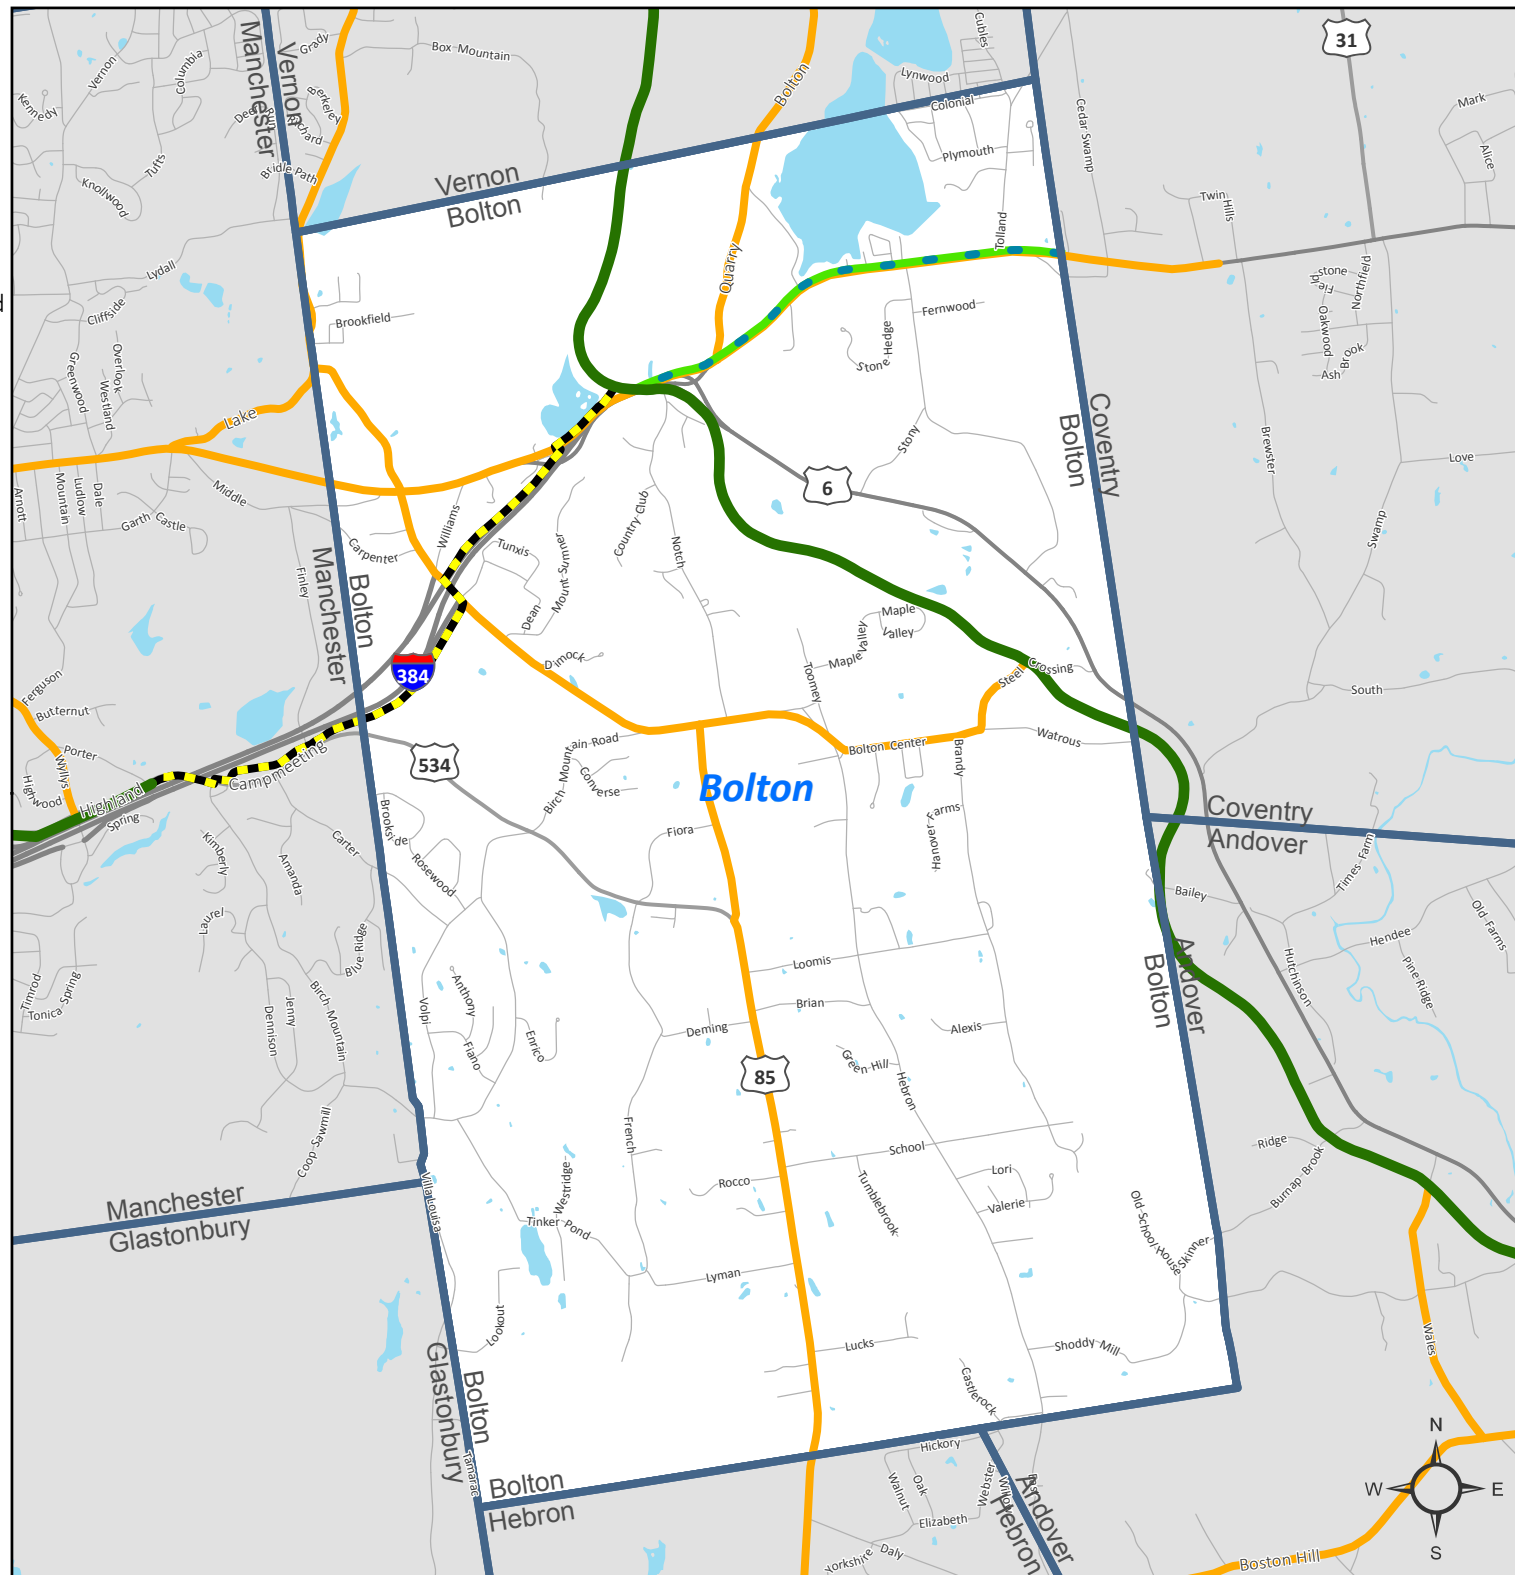 Cubles
Grady
Vernon
Manchester
Vernon
Columbia
Box Mountain
Bolton
Lynwood
Colonial
31
Kennedy
Berkeley
Richard
Cedar Swamp
Mark
Alice
Plymouth
Tufts
Bridle Path
Knollwood
Vernon
Bolton
Twin Hills
Tolland
Lydall
Quarry
Northfield
stone
Field
Cliffside
Brookfield
Fernwood
Oakwood
Stone Hedge
Overlook
Greenwood
Westland
Brook
Ash
Lake
Coventry
Bolton
Stony
Brewster
Love
Arnott
Mountain
Ludlow
Dale
Middle
6
Garth
Castle
Williams
Country Club
Swamp
Carpenter
Tunxis
Mount Sumner
Notch
Finley
Manchester
Bolton
Dean
Maple
Valley
Maple Valley
Dimock
Toomey
384
Steel
Crossing
Ferguson
Butternut
South
Porter
Wyllys
534
Birch Mountain Road
Bolton Center
Brandy
Watrous
Campmeeting
Highwood
Highland
Spring
Converse
Bolton
Coventry
Andover
Brookside
Fiora
Farms
Hanover
Kimberly
Carter
Amanda
Rosewood
Times Farm
Bailey
Laurel
Old Farms
Blue Ridge
Hendee
Loomis
Andover
Bolton
Hutchinson
Pine Ridge
Timrod
Tonica Spring
Anthony
Birch Mountain
Jenny
Dennison
Volpi
Brian
Deming
Alexis
Enrico
Fiano
Green Hill
85
Hebron
Coop Sawmill
French
School
Ridge
Burnap Brook
Lori
Rocco
Westridge
Tumblebrook
Valerie
Old School House
Villa Louisa
Manchester
Glastonbury
Tinker Pond
Skinner
Lyman
Lookout
Lucks
Shoddy Mill
Wales
Glastonbury
Bolton
Castlerock
Tamarac
Hickory
Bolton
Hebron
Walnut
Oak
Webster
Willow
Elizabeth
Andover
Hebron
Yorkshire
Daly
Boston Hill
N
W
E
S